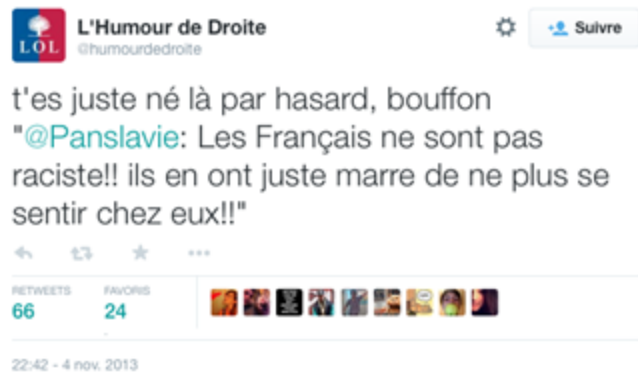 L'Humour de Droite
LOL
@humourdedroite
Suivre
t'es juste né là par hasard, bouffon
"@Panslavie: Les Français ne sont pas
raciste!! ils en ont juste marre de ne plus se
sentir chez eux!!"
RETWEETS FAVORIS
66 24
22:42 - 4 nov. 2013